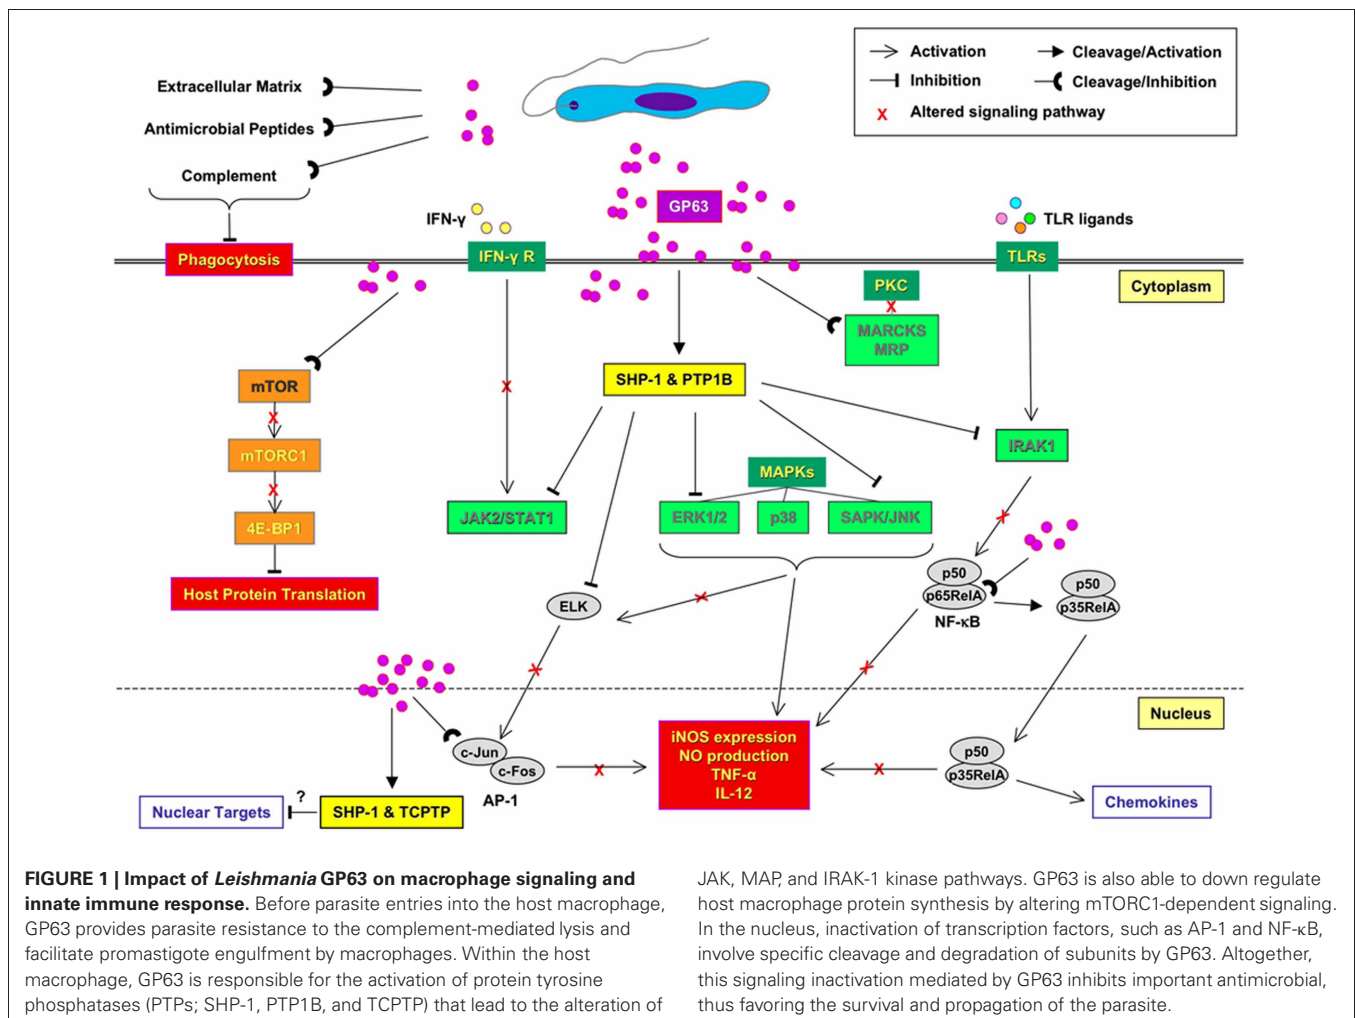 Activation
Cleavage/Activation
Inhibition
Cleavage/Inhibition
X Altered signaling pathway
Extracellular Matrix
Antimicrobial Peptides
Complement
GP63
IFN-γ
TLR ligands
Phagocytosis
IFN-γ R
TLRs
Cytoplasm
PKC
X
MARCKS
MRP
mTOR
X
SHP-1 & PTP1B
X
mTORC1
IRAK1
X
MAPKs
4E-BP1
JAK2/STAT1
ERK1/2
p38
SAPK/JNK
X
Host Protein Translation
p50
p65RelA
NF-κB
p50
p35RelA
ELK
X
X
X
Nucleus
c-Jun
c-Fos
AP-1
X
iNOS expression
NO production
TNF-α
IL-12
X
p50
p35RelA
Nuclear Targets
?
SHP-1 & TCPTP
Chemokines
FIGURE 1 | Impact of Leishmania GP63 on macrophage signaling and
innate immune response. Before parasite entries into the host macrophage,
GP63 provides parasite resistance to the complement-mediated lysis and
facilitate promastigote engulfment by macrophages. Within the host
macrophage, GP63 is responsible for the activation of protein tyrosine
phosphatases (PTPs; SHP-1, PTP1B, and TCPTP) that lead to the alteration of
JAK, MAP, and IRAK-1 kinase pathways. GP63 is also able to down regulate
host macrophage protein synthesis by altering mTORC1-dependent signaling.
In the nucleus, inactivation of transcription factors, such as AP-1 and NF-κB,
involve specific cleavage and degradation of subunits by GP63. Altogether,
this signaling inactivation mediated by GP63 inhibits important antimicrobial,
thus favoring the survival and propagation of the parasite.